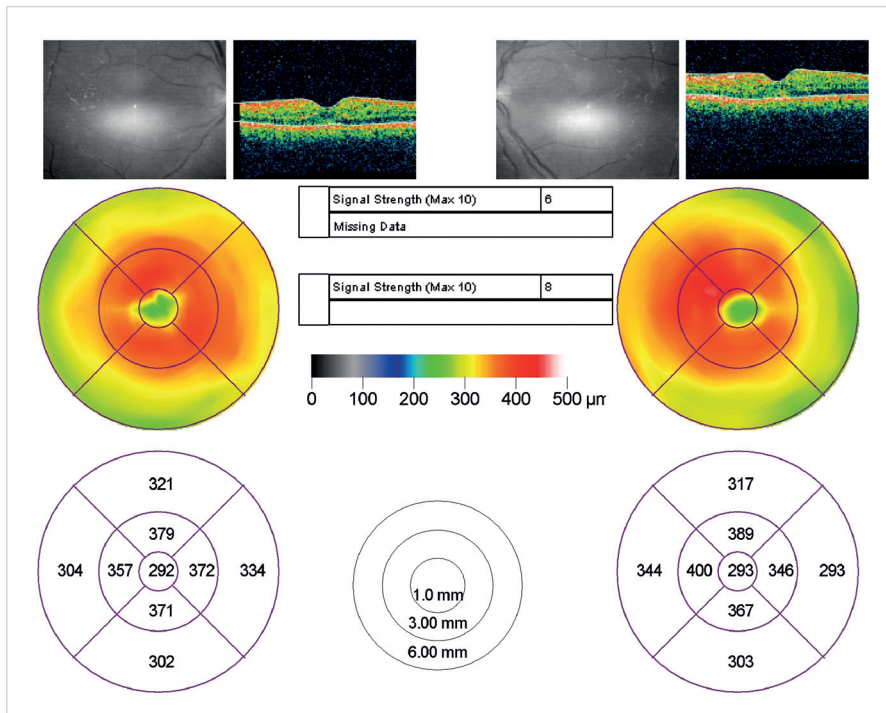 Signal Strength (Max 10) 6
Missing Data
Signal Strength (Max 10) 8
0 100 200 300 400 500 µm
321
379
304 357 292 372 334
371
302
1.0 mm
3.00 mm
6.00 mm
317
389
344 400 293 346 293
367
303